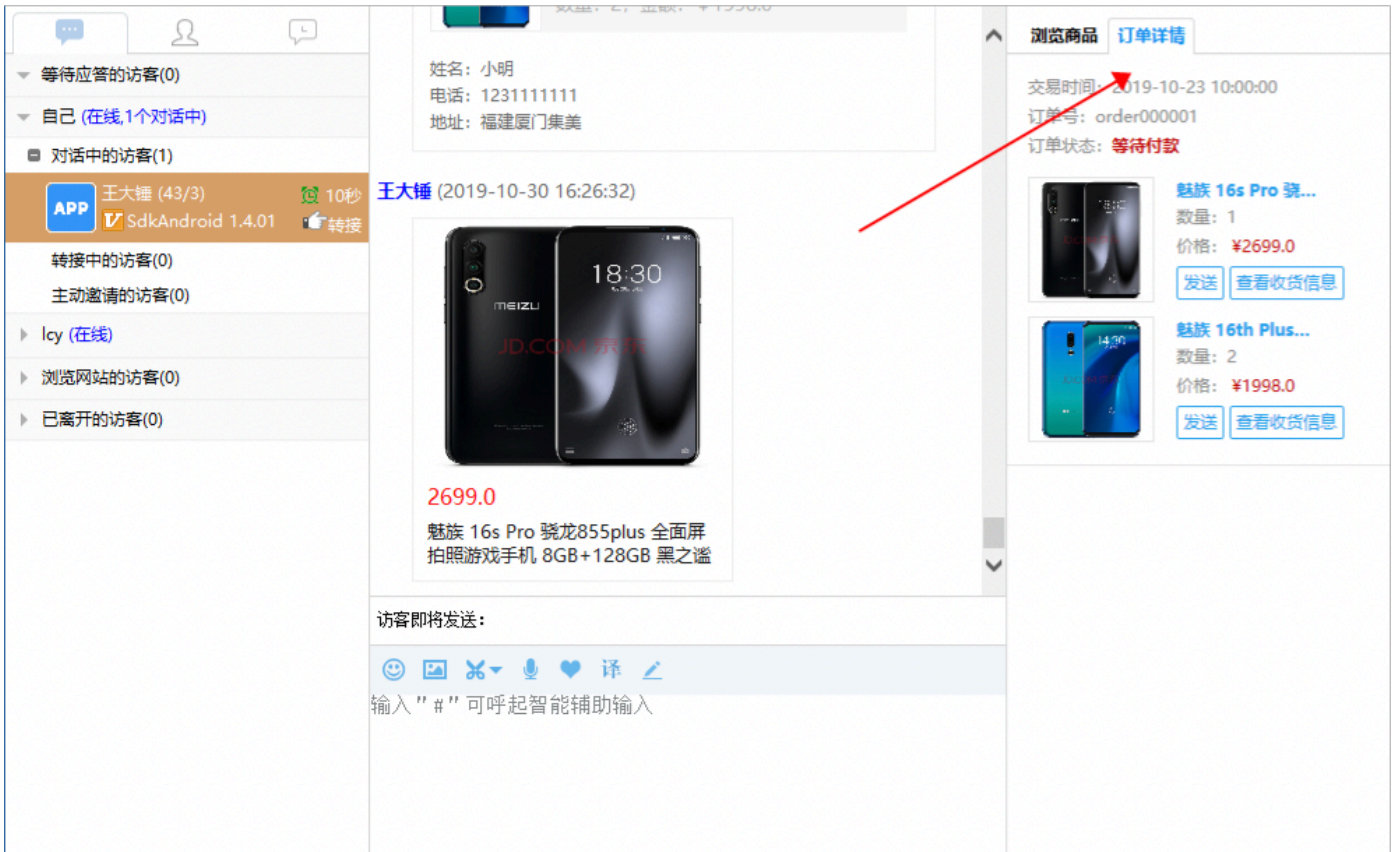 数量：2，金额：￥1998.0
姓名：小明
电话：1231111111
地址：福建厦门集美
等待应答的访客(0)
自己 (在线,1个对话中)
对话中的访客(1)
APP
王大锤 (43/3)
10秒
SdkAndroid 1.4.01
转接
转接中的访客(0)
主动邀请的访客(0)
lcy (在线)
浏览网站的访客(0)
已离开的访客(0)
王大锤 (2019-10-30 16:26:32)
18:30
MEIZU
JD.COM 京东
2699.0
魅族 16s Pro 骁龙855plus 全面屏
拍照游戏手机 8GB+128GB 黑之谧
访客即将发送：
译
输入"#"可呼起智能辅助输入
浏览商品
订单详情
交易时间：2019-10-23 10:00:00
订单号：order000001
订单状态：等待付款
魅族 16s Pro 骁...
数量：1
价格：¥2699.0
发送
查看收货信息
魅族 16th Plus...
数量：2
价格：¥1998.0
发送
查看收货信息